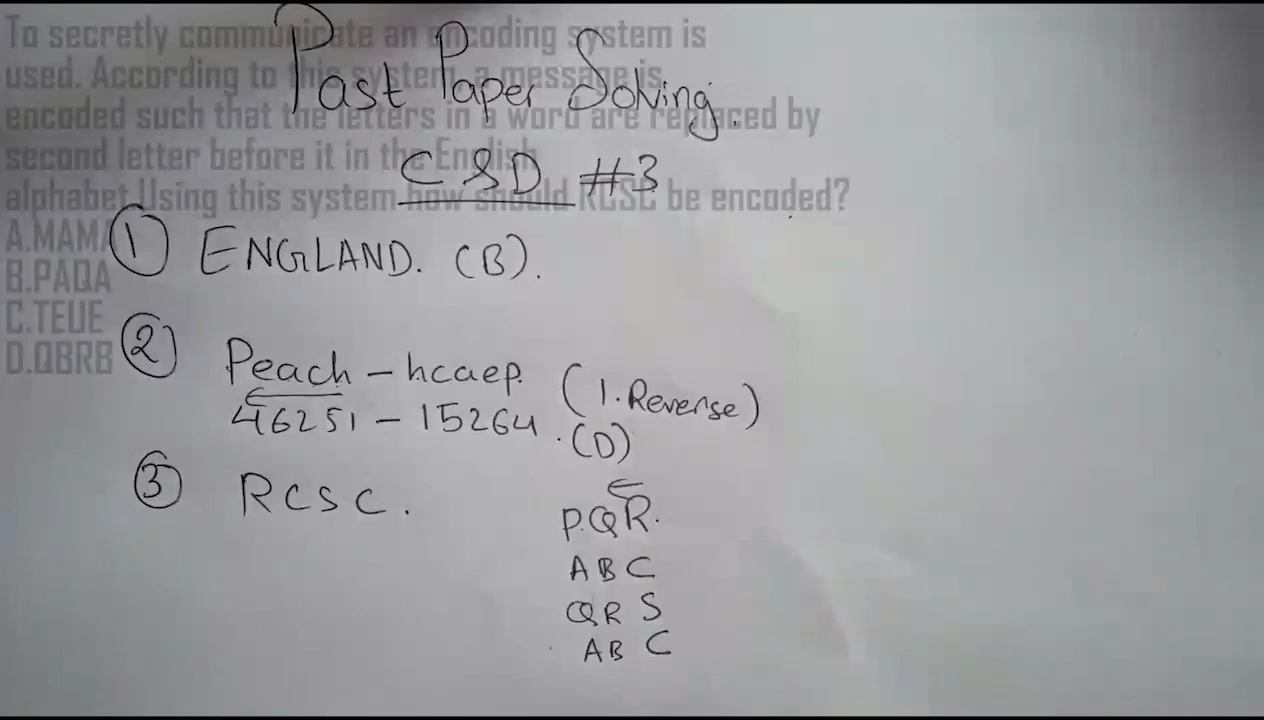 To secretly communicate an encoding system is
used. According to this system a message is
encoded such that the letters in a word are replaced by
second letter before it in the English
alphabet.Using this system how should RCSC be encoded?
A.MAMA
B.PAQA
C.TEUE
D.QBRB
Past Paper Solving.
CSD #3
1 ENGLAND. (B).
2 Peach - hcaep. (1. Reverse)
46251 - 15264. (D)
3 RCSC.
P.QR.
ABC
QRS
ABC